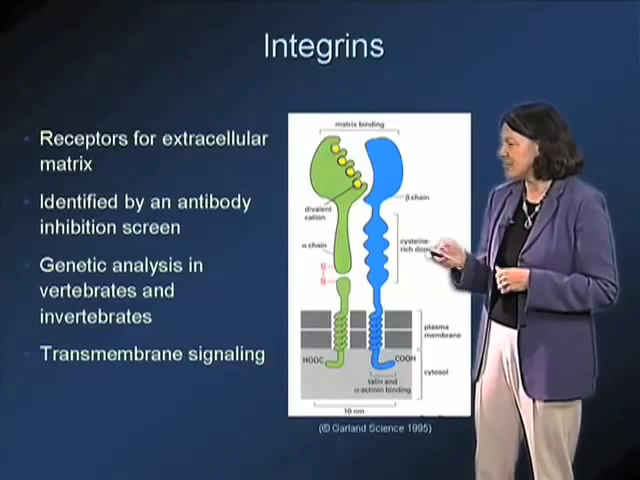 Integrins
Receptors for extracellular
matrix
Identified by an antibody
inhibition screen
Genetic analysis in
vertebrates and
invertebrates
Transmembrane signaling
matrix binding
divalent
cation
β chain
α chain
cysteine-
rich
S
S
plasma
membrane
HOOC
COOH
cytosol
talin and
α-actinin binding
10 nm
(© Garland Science 1995)